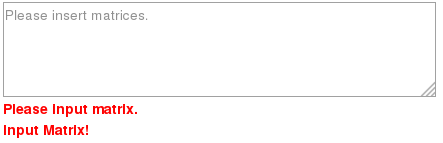 Please insert matrices.
Please input matrix.
Input Matrix!